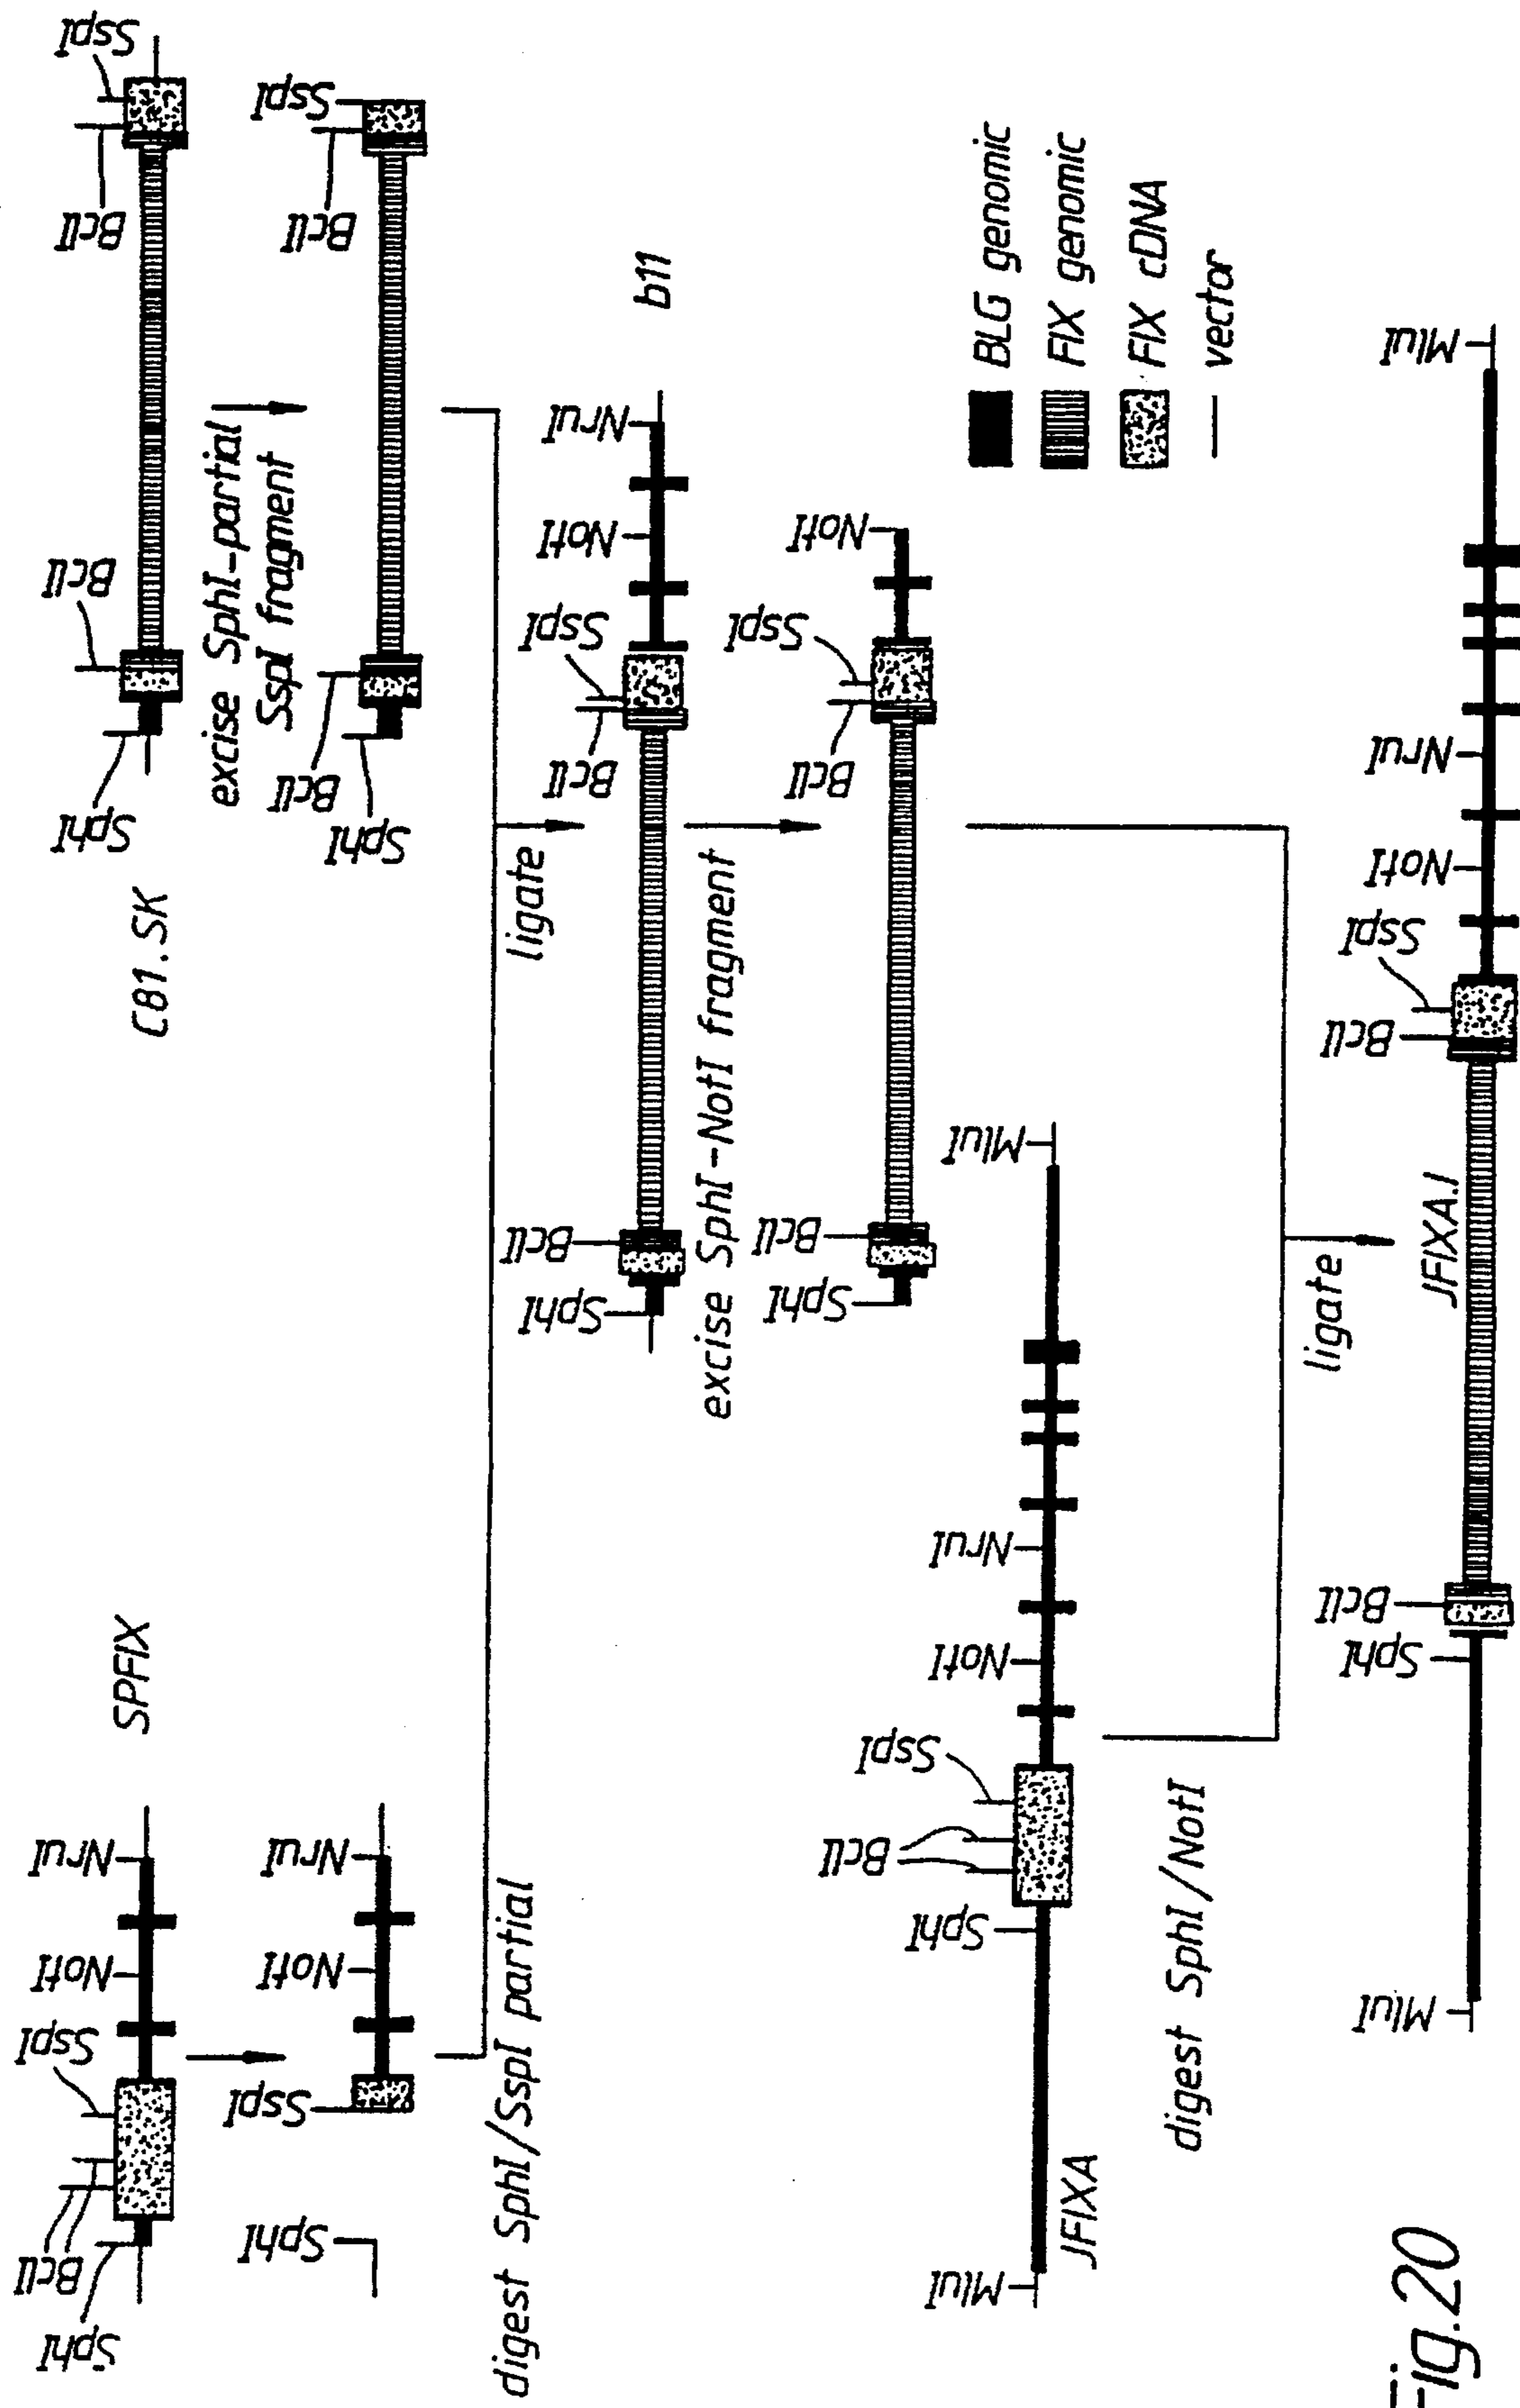 SPFIX
BclI
SphI
SspI
NotI
NruI
SphI
SspI
NotI
NruI
digest SphI/SspI partial
C81.SK
SphI
BclI
BclI
SspI
excise SphI-partial
SspI fragment
SphI
BclI
BclI
SspI
ligate
b11
SphI
BclI
BclI
SspI
NotI
NruI
excise SphI-NotI fragment
SphI
BclI
BclI
SspI
NotI
MluI
SphI
BclI
SspI
NotI
NruI
MluI
JFIXA
digest SphI/NotI
BLG genomic
FIX genomic
FIX cDNA
vector
ligate
JFIXA.I
MluI
SphI
BclI
BclI
SspI
NotI
NruI
MluI
Fig.20